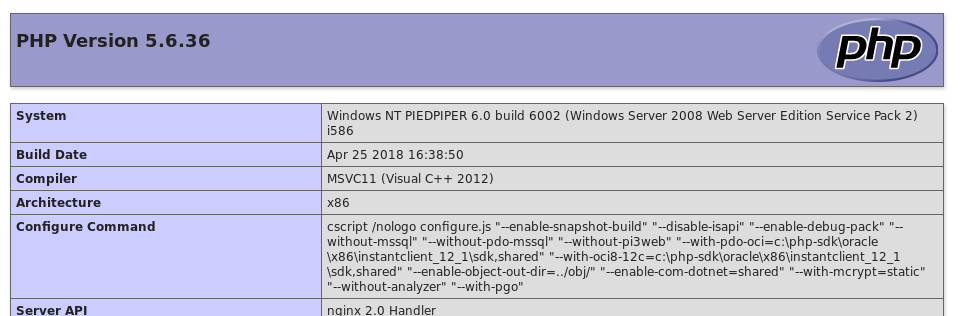 PHP Version 5.6.36
php
System
Windows NT PIEDPIPER 6.0 build 6002 (Windows Server 2008 Web Server Edition Service Pack 2)
i586
Build Date
Apr 25 2018 16:38:50
Compiler
MSVC11 (Visual C++ 2012)
Architecture
x86
Configure Command
cscript /nologo configure.js "--enable-snapshot-build" "--disable-isapi" "--enable-debug-pack" "--
without-mssql" "--without-pdo-mssql" "--without-pi3web" "--with-pdo-oci=c:\php-sdk\oracle
\x86\instantclient_12_1\sdk,shared" "--with-oci8-12c=c:\php-sdk\oracle\x86\instantclient_12_1
\sdk,shared" "--enable-object-out-dir=../obj/" "--enable-com-dotnet=shared" "--with-mcrypt=static"
"--without-analyzer" "--with-pgo"
Server API
nginx 2.0 Handler